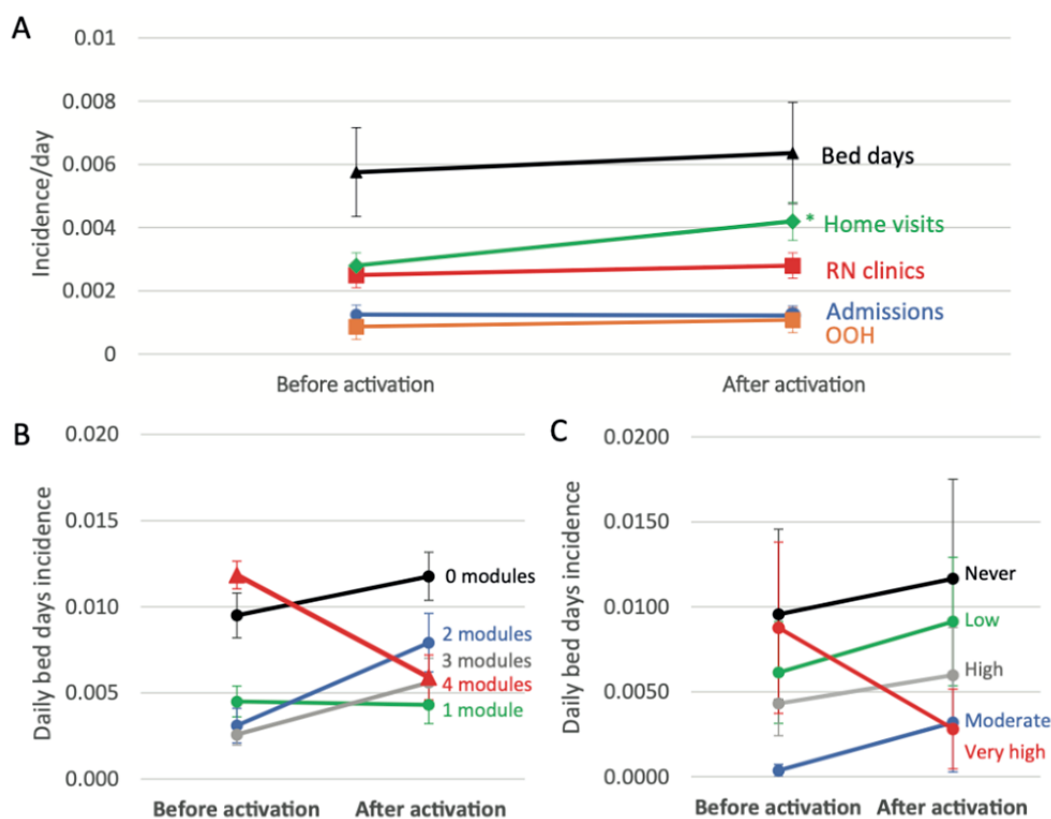 A
0.01
0.008
0.006
0.004
0.002
0
Incidence/day
Bed days
* Home visits
RN clinics
Admissions
OOH
Before activation
After activation
B
0.020
0.015
0.010
0.005
0.000
Daily bed days incidence
0 modules
2 modules
3 modules
4 modules
1 module
Before activation
After activation
C
0.0200
0.0150
0.0100
0.0050
0.0000
Daily bed days incidence
Never
Low
High
Moderate
Very high
Before activation
After activation